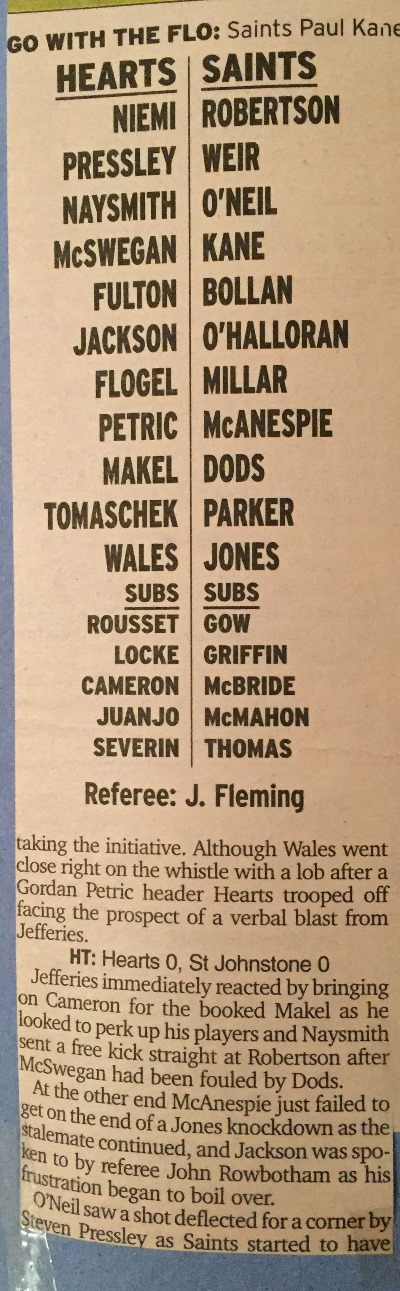 GO WITH THE FLO: Saints Paul Kane
HEARTS SAINTS
NIEMI ROBERTSON
PRESSLEY WEIR
NAYSMITH O'NEIL
McSWEGAN KANE
FULTON BOLLAN
JACKSON O'HALLORAN
FLOGEL MILLAR
PETRIC McANESPIE
MAKEL DODS
TOMASCHEK PARKER
WALES JONES
SUBS SUBS
ROUSSET GOW
LOCKE GRIFFIN
CAMERON McBRIDE
JUANJO McMAHON
SEVERIN THOMAS
Referee: J. Fleming
taking the initiative. Although Wales went
close right on the whistle with a lob after a
Gordan Petric header Hearts trooped off
facing the prospect of a verbal blast from
Jefferies.
HT: Hearts 0, St Johnstone 0
Jefferies immediately reacted by bringing
on Cameron for the booked Makel as he
looked to perk up his players and Naysmith
sent a free kick straight at Robertson after
McSwegan had been fouled by Dods.
At the other end McAnespie just failed to
get on the end of a Jones knockdown as the
stalemate continued, and Jackson was spo-
ken to by referee John Rowbotham as his
frustration began to boil over.
O'Neil saw a shot deflected for a corner by
Steven Pressley as Saints started to have